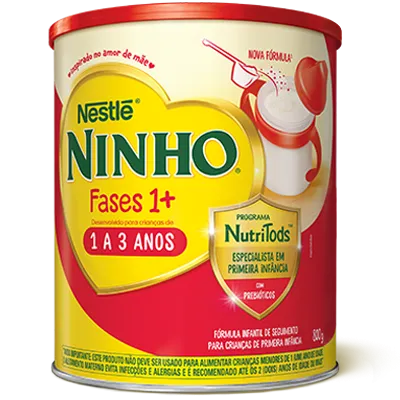 inspirado no amor de mãe
NOVA FÓRMULA
Nestlé
NINHO
Fases 1+
Desenvolvido para crianças de
1 A 3 ANOS
PROGRAMA
NutriTods
ESPECIALISTA EM
PRIMEIRA INFÂNCIA
COM
PREBIÓTICOS
FÓRMULA INFANTIL DE SEGUIMENTO
PARA CRIANÇAS DE PRIMEIRA INFÂNCIA
800g
AVISO IMPORTANTE: ESTE PRODUTO NÃO DEVE SER USADO PARA ALIMENTAR CRIANÇAS MENORES DE 1 (UM) ANO DE IDADE.
O ALEITAMENTO MATERNO EVITA INFECÇÕES E ALERGIAS E É RECOMENDADO ATÉ OS 2 (DOIS) ANOS DE IDADE OU MAIS